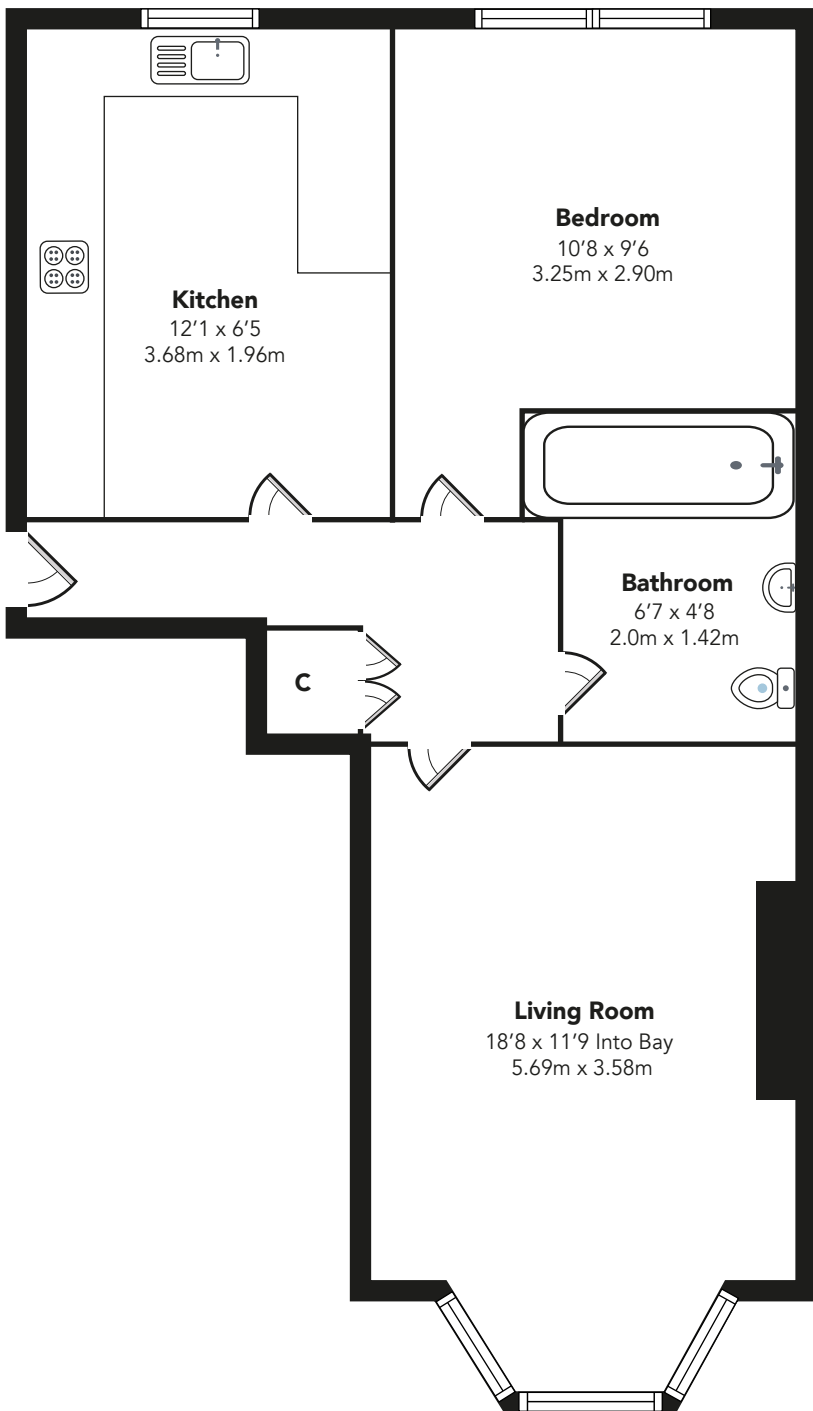 Bedroom
10’8 x 9’6
3.25m x 2.90m
Kitchen
12’1 x 6’5
3.68m x 1.96m
Bathroom
6’7 x 4’8
2.0m x 1.42m
C
Living Room
18’8 x 11’9 Into Bay
5.69m x 3.58m